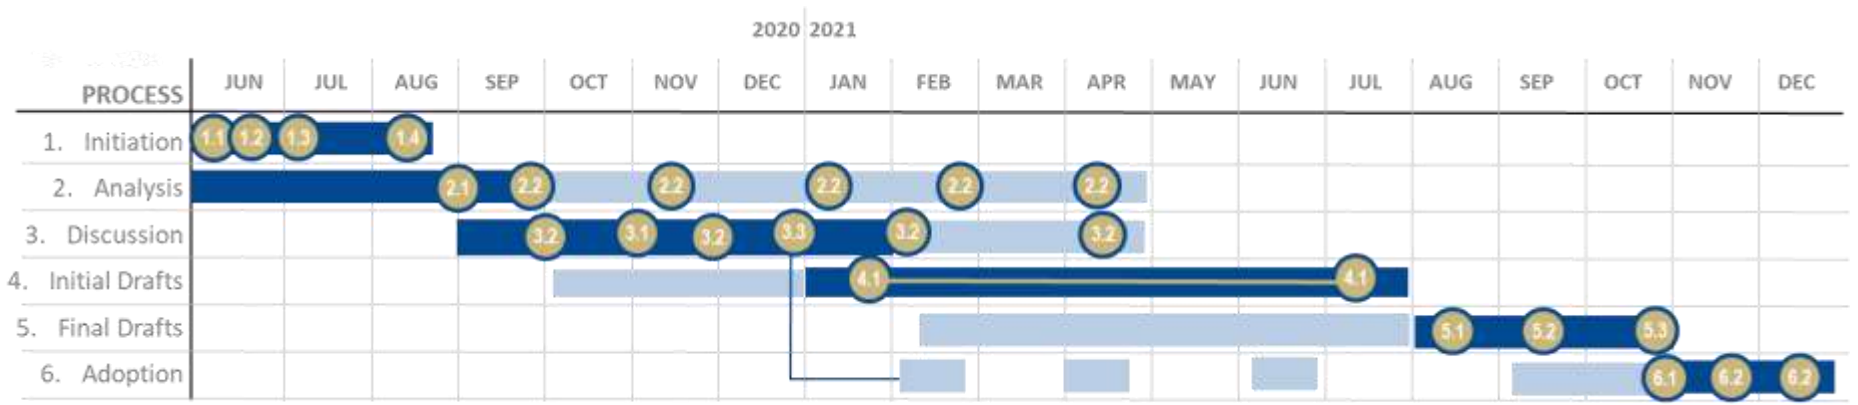 2020 2021
PROCESS JUN JUL AUG SEP OCT NOV DEC JAN FEB MAR APR MAY JUN JUL AUG SEP OCT NOV DEC
1. Initiation 1.1 1.2 1.3 1.4
2. Analysis 2.1 2.2 2.2 2.2 2.2 2.2
3. Discussion 3.2 3.1 3.2 3.3 3.2 3.2
4. Initial Drafts 4.1 4.1
5. Final Drafts 5.1 5.2 5.3
6. Adoption 6.1 6.2 6.2